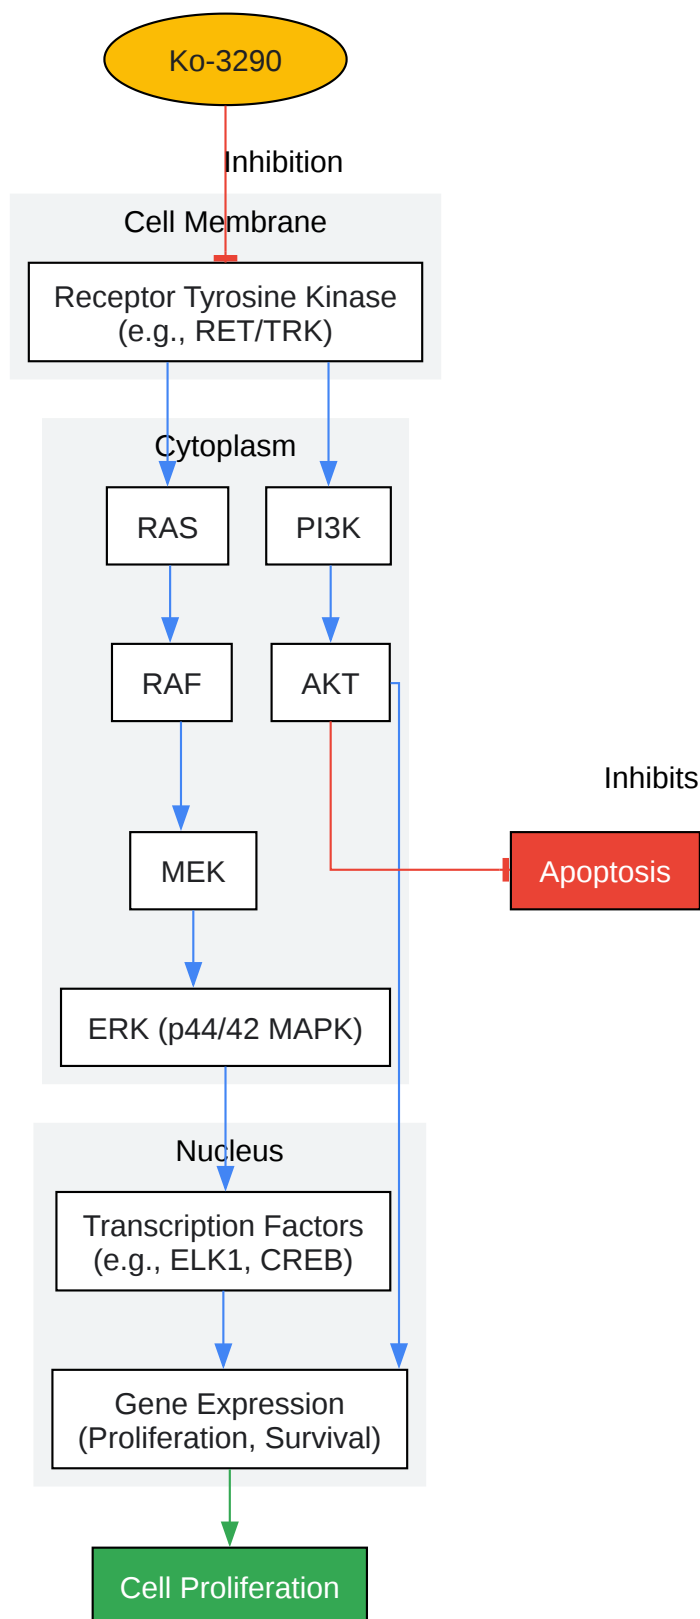 Ko-3290
Inhibition
Cell Membrane
Receptor Tyrosine Kinase
(e.g., RET/TRK)
Cytoplasm
RAS
PI3K
RAF
AKT
Inhibits
MEK
Apoptosis
ERK (p44/42 MAPK)
Nucleus
Transcription Factors
(e.g., ELK1, CREB)
Gene Expression
(Proliferation, Survival)
Cell Proliferation